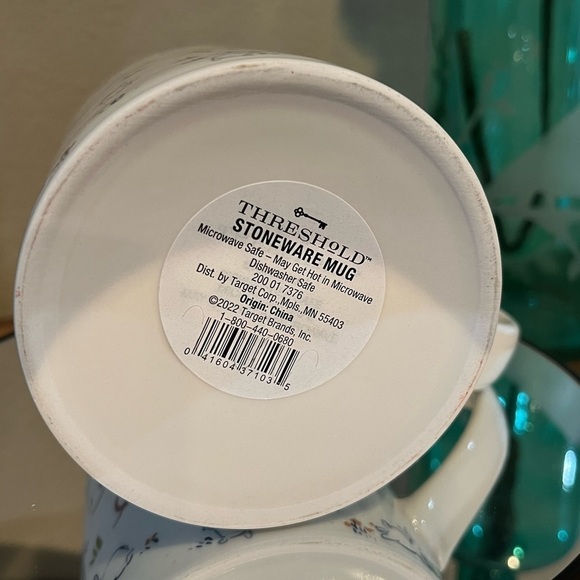 THRESHOLD™
STONEWARE MUG
Microwave Safe – May Get Hot in Microwave
Dishwasher Safe
200 01 7376
Dist. by Target Corp., Mpls., MN 55403
Origin: China
©2022 Target Brands, Inc.
1-800-440-0680
0 41604 37103 5